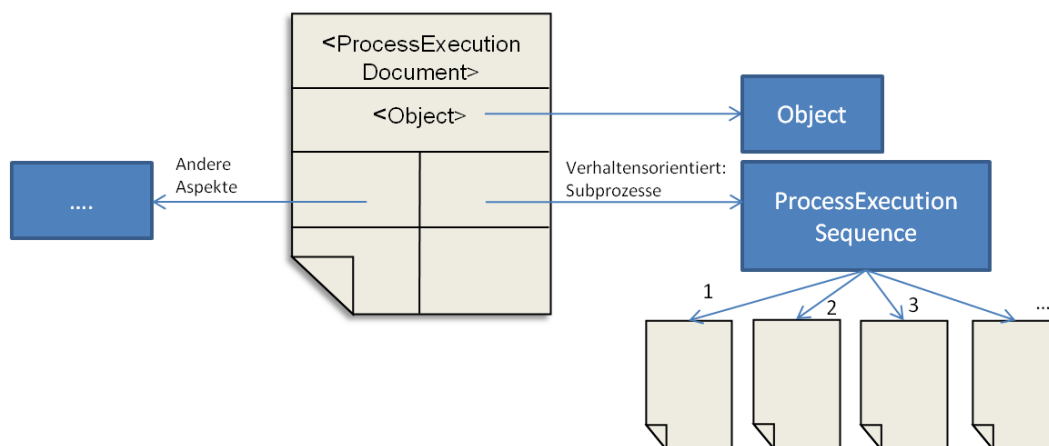 <ProcessExecution
Document>
<Object>
Object
Andere
Aspekte
....
Verhaltensorientiert:
Subprozesse
ProcessExecution
Sequence
1
2
3
...